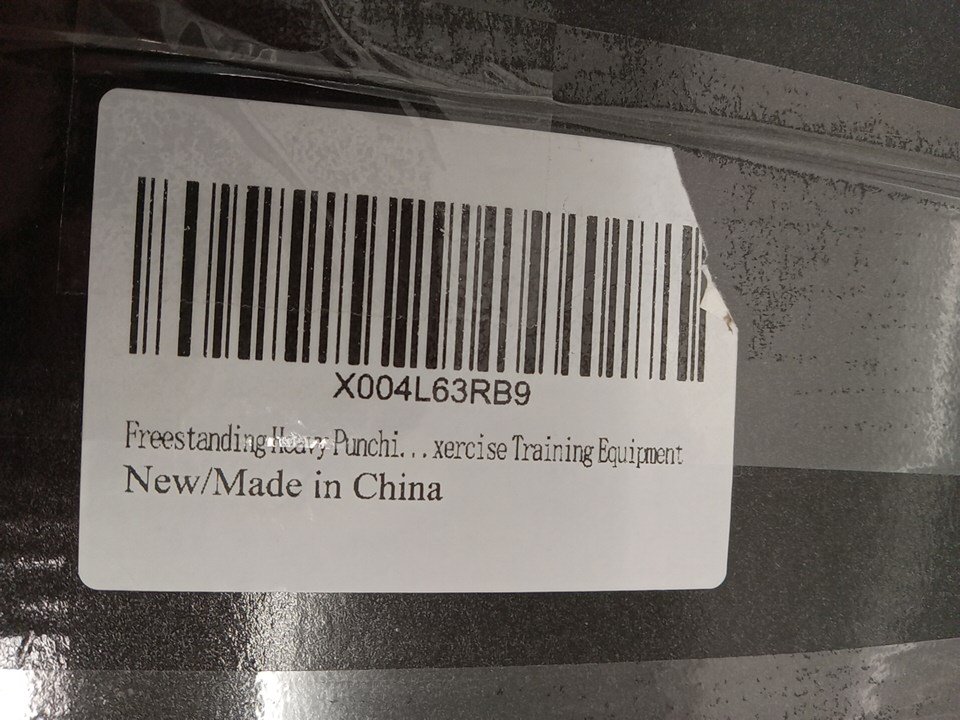 X004L63RB9
Freestanding Heavy Punchi...xercise Training Equipment
New/Made in China